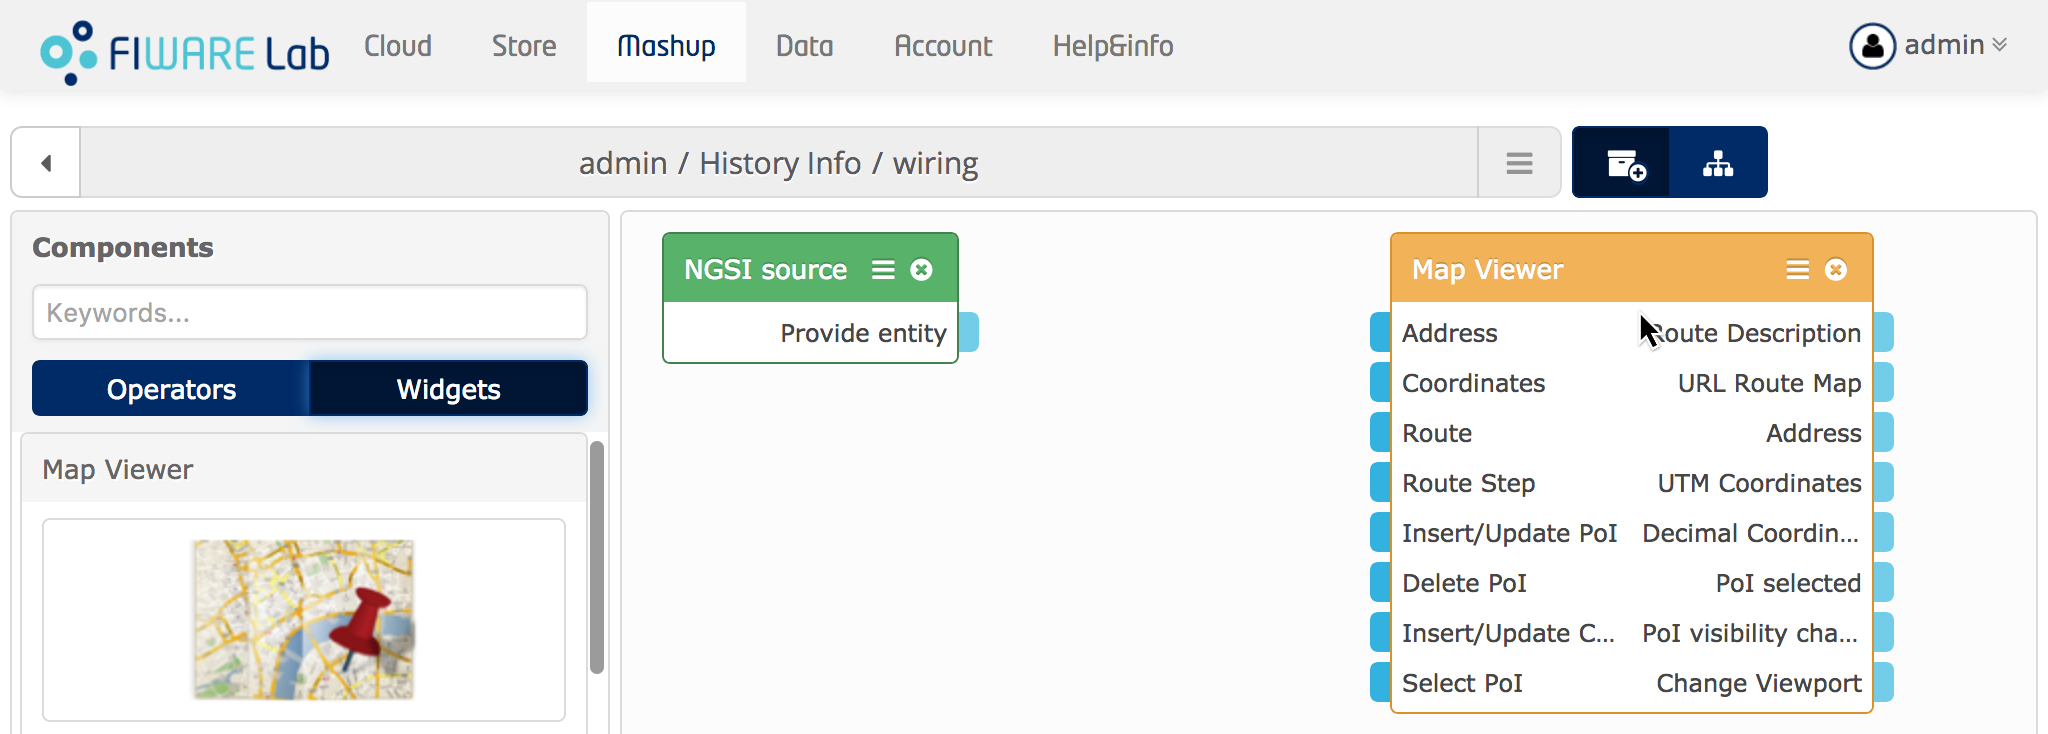 FIWARE Lab
Cloud
Store
Mashup
Data
Account
Help&info
admin
admin / History Info / wiring
Components
Keywords...
Operators
Widgets
Map Viewer
NGSI source
Provide entity
Map Viewer
Address
Route Description
Coordinates
URL Route Map
Route
Address
Route Step
UTM Coordinates
Insert/Update PoI
Decimal Coordin...
Delete PoI
PoI selected
Insert/Update C...
PoI visibility cha...
Select PoI
Change Viewport